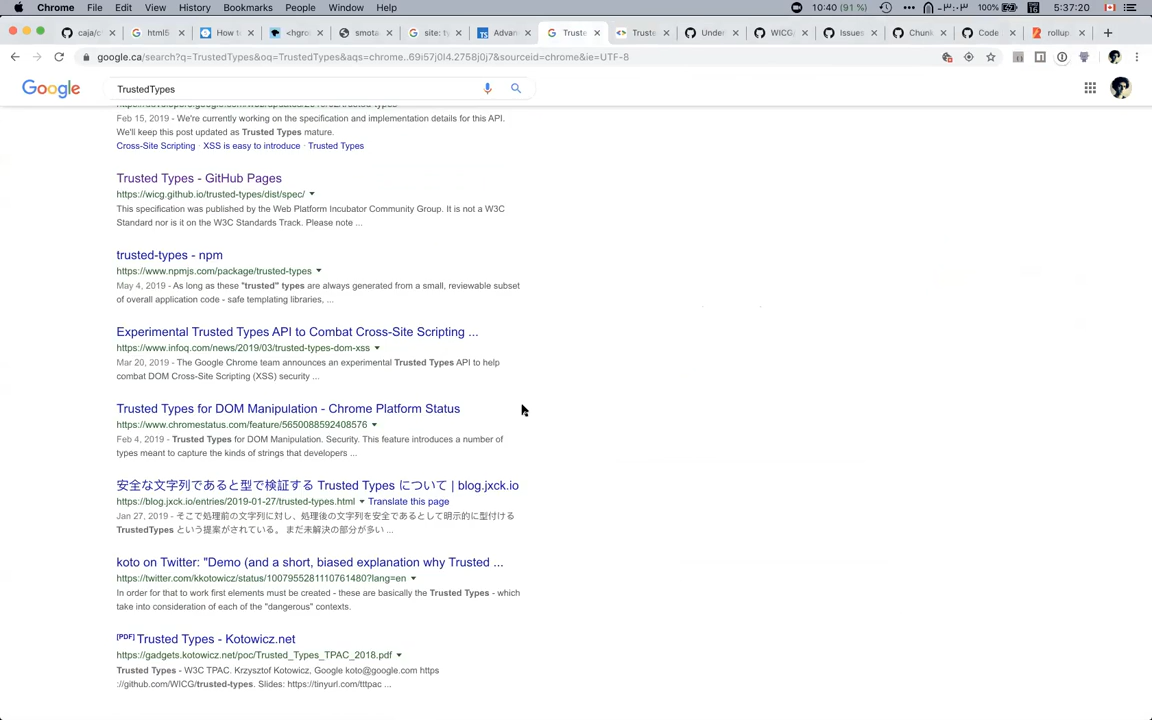 Chrome File Edit View History Bookmarks People Window Help 10:40 (91 %) 100% 5:37:20
caja/cl html5 How to <hgro smota site: ty TS Advan Truste Truste Under WICG/ Issues Chunk Code rollup.
google.ca/search?q=TrustedTypes&oq=TrustedTypes&aqs=chrome..69i57j0l4.2758j0j7&sourceid=chrome&ie=UTF-8
Google TrustedTypes
Feb 15, 2019 - We're currently working on the specification and implementation details for this API.
We'll keep this post updated as Trusted Types mature.
Cross-Site Scripting · XSS is easy to introduce · Trusted Types
Trusted Types - GitHub Pages
https://wicg.github.io/trusted-types/dist/spec/
This specification was published by the Web Platform Incubator Community Group. It is not a W3C
Standard nor is it on the W3C Standards Track. Please note ...
trusted-types - npm
https://www.npmjs.com/package/trusted-types
May 4, 2019 - As long as these "trusted" types are always generated from a small, reviewable subset
of overall application code - safe templating libraries, ...
Experimental Trusted Types API to Combat Cross-Site Scripting ...
https://www.infoq.com/news/2019/03/trusted-types-dom-xss
Mar 20, 2019 - The Google Chrome team announces an experimental Trusted Types API to help
combat DOM Cross-Site Scripting (XSS) security ...
Trusted Types for DOM Manipulation - Chrome Platform Status
https://www.chromestatus.com/feature/5650088592408576
Feb 4, 2019 - Trusted Types for DOM Manipulation. Security. This feature introduces a number of
types meant to capture the kinds of strings that developers ...
安全な文字列であると型で検証する Trusted Types について | blog.jxck.io
https://blog.jxck.io/entries/2019-01-27/trusted-types.html Translate this page
Jan 27, 2019 - そこで処理前の文字列に対し、処理後の文字列を安全であるとして明示的に型付ける
TrustedTypes という提案がされている。 まだ未解決の部分が多い ...
koto on Twitter: "Demo (and a short, biased explanation why Trusted ...
https://twitter.com/kkotowicz/status/1007955281110761480?lang=en
In order for that to work first elements must be created - these are basically the Trusted Types - which
take into consideration of each of the "dangerous" contexts.
[PDF] Trusted Types - Kotowicz.net
https://gadgets.kotowicz.net/poc/Trusted_Types_TPAC_2018.pdf
Trusted Types - W3C TPAC. Krzysztof Kotowicz, Google koto@google.com https
://github.com/WICG/trusted-types. Slides: https://tinyurl.com/tttpac ...